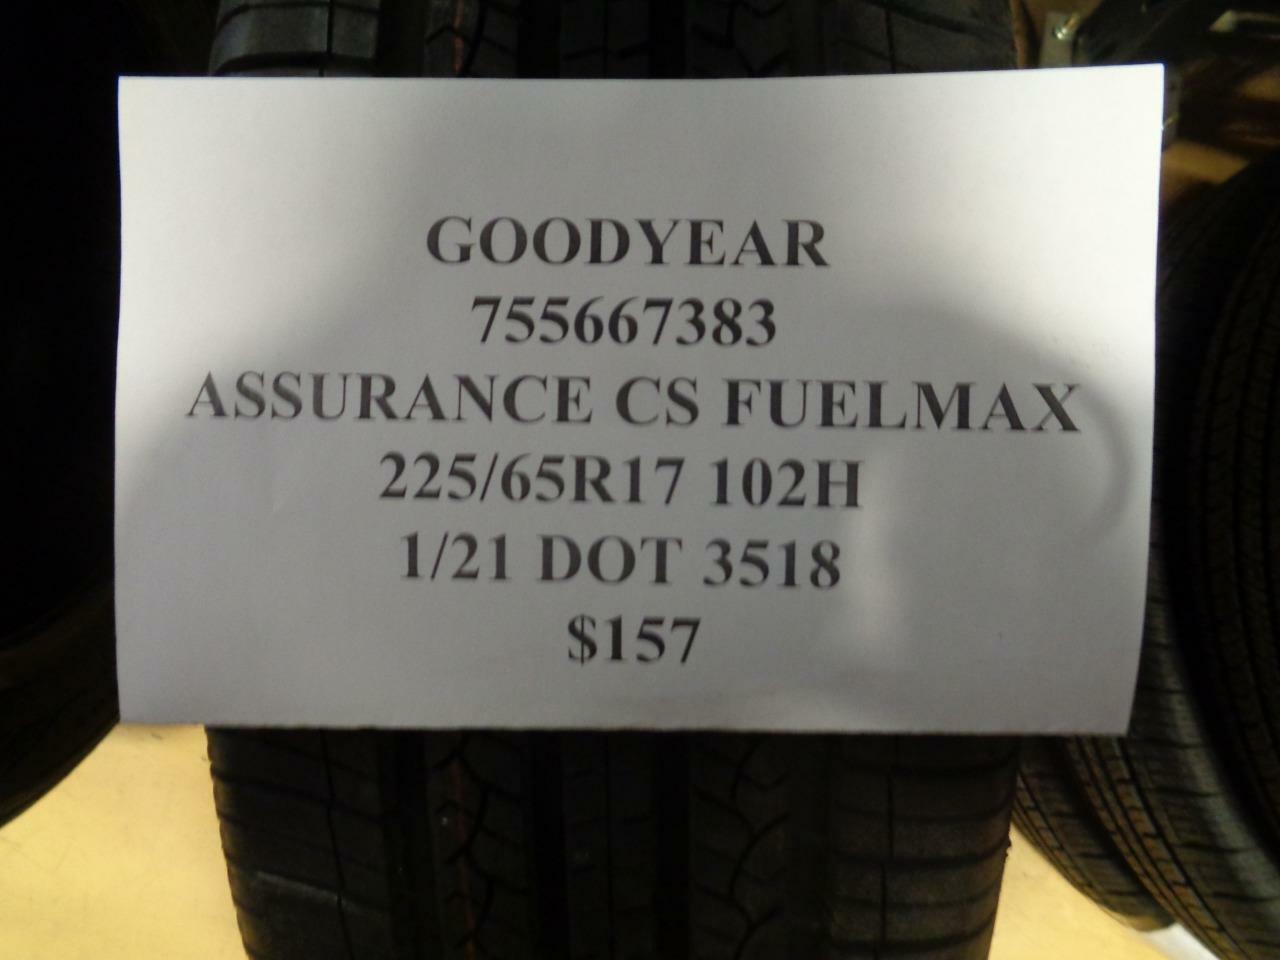 GOODYEAR
755667383
ASSURANCE CS FUELMAX
225/65R17 102H
1/21 DOT 3518
$157